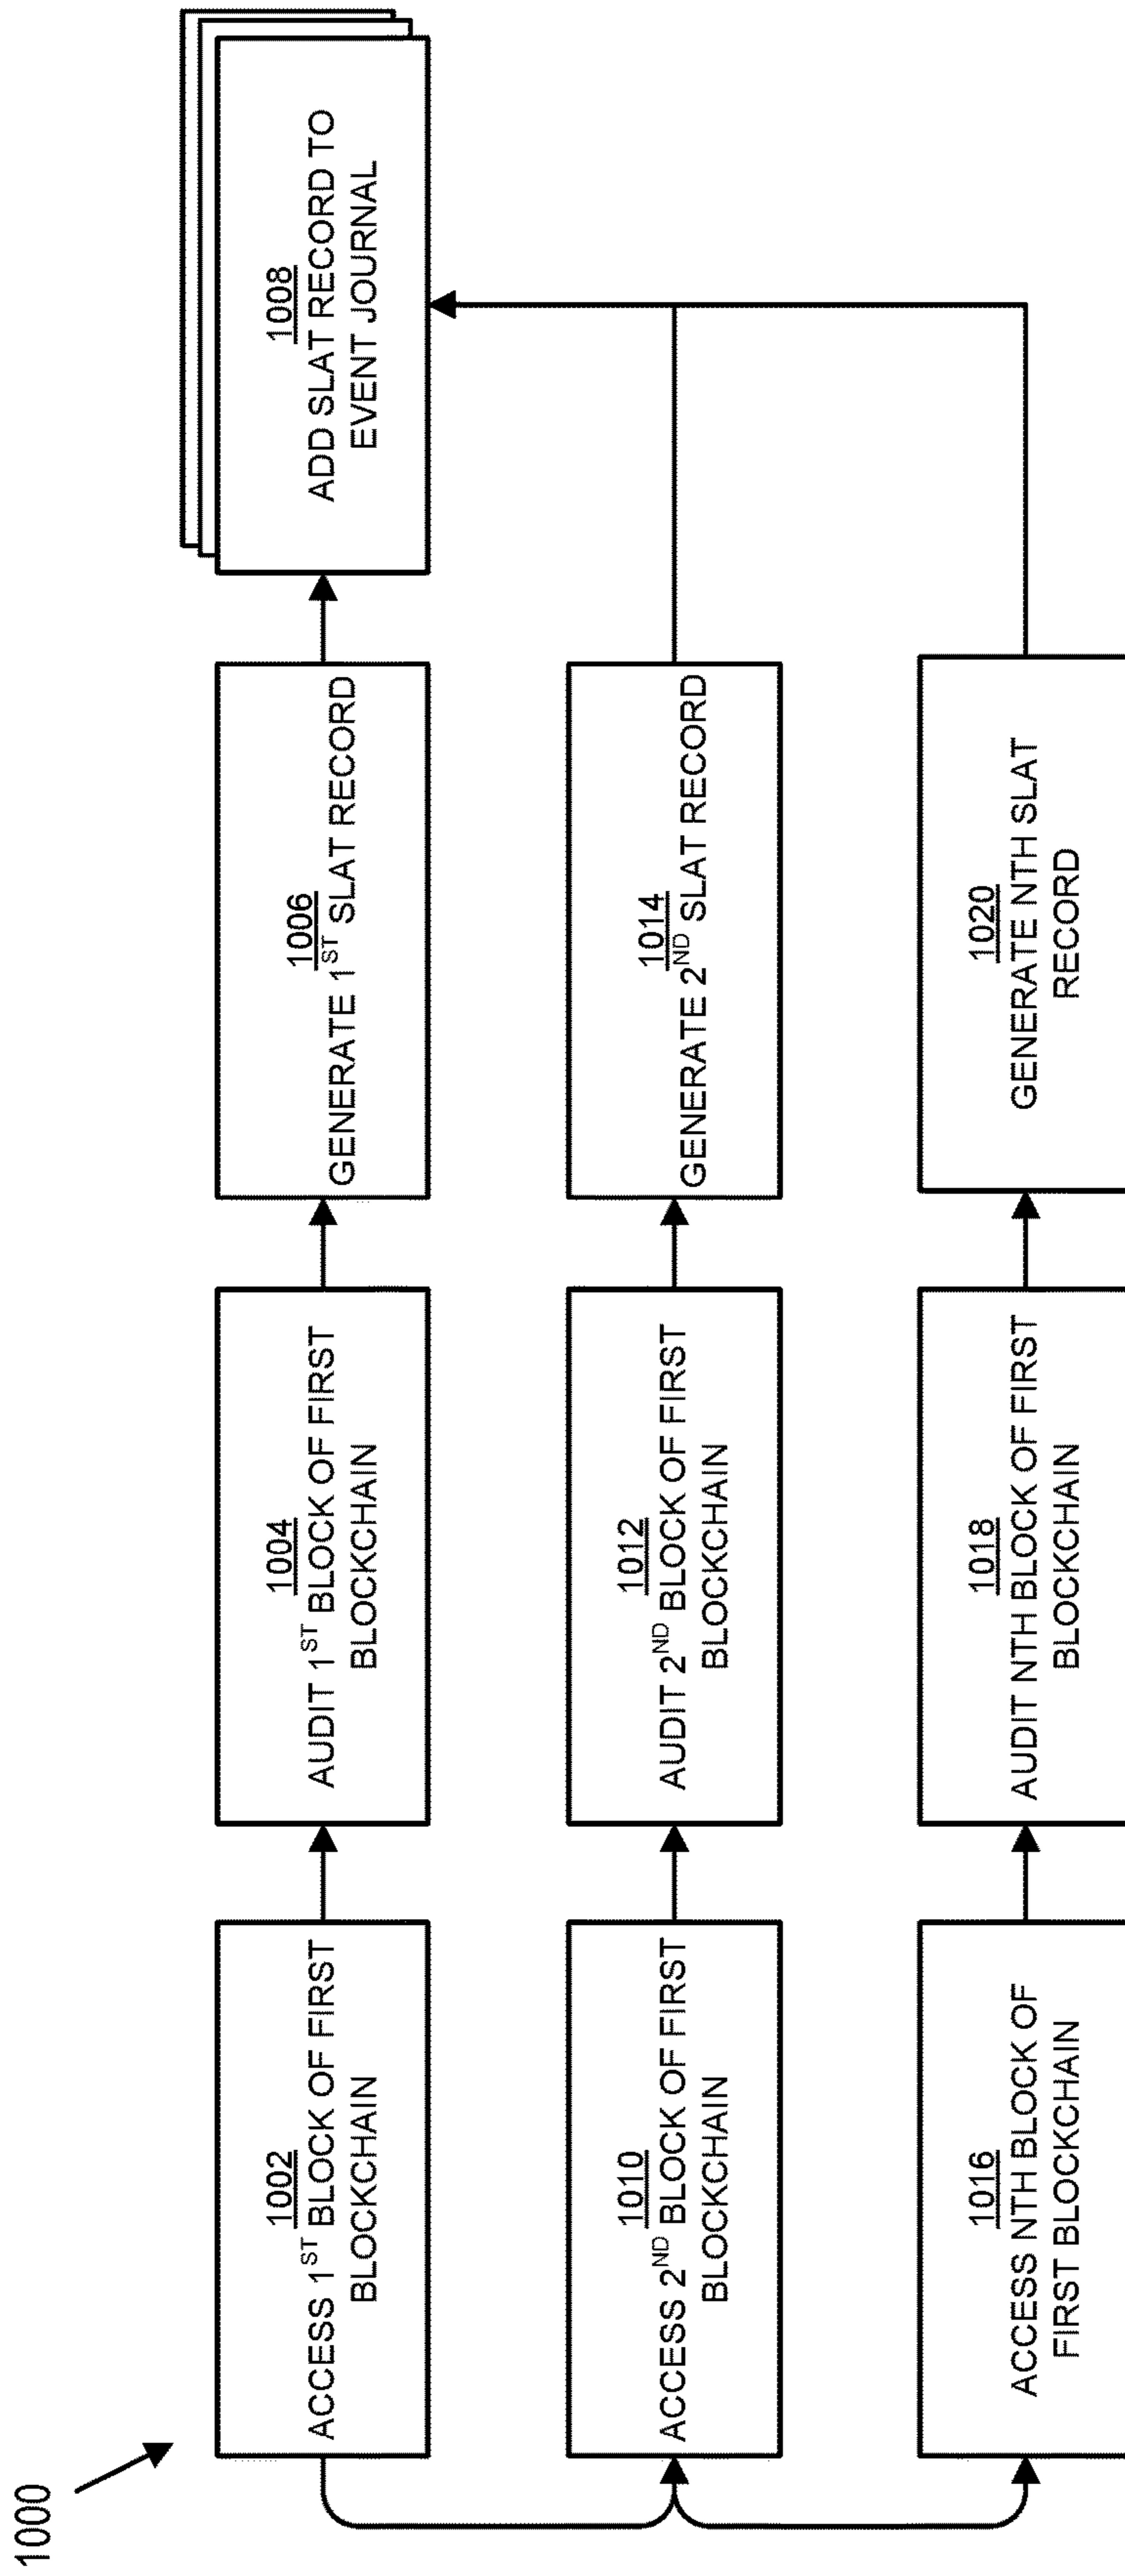 1000
1002
ACCESS 1ST BLOCK OF FIRST
BLOCKCHAIN
1004
AUDIT 1ST BLOCK OF FIRST
BLOCKCHAIN
1006
GENERATE 1ST SLAT RECORD
1008
ADD SLAT RECORD TO
EVENT JOURNAL
1010
ACCESS 2ND BLOCK OF FIRST
BLOCKCHAIN
1012
AUDIT 2ND BLOCK OF FIRST
BLOCKCHAIN
1014
GENERATE 2ND SLAT RECORD
1016
ACCESS NTH BLOCK OF
FIRST BLOCKCHAIN
1018
AUDIT NTH BLOCK OF FIRST
BLOCKCHAIN
1020
GENERATE NTH SLAT
RECORD